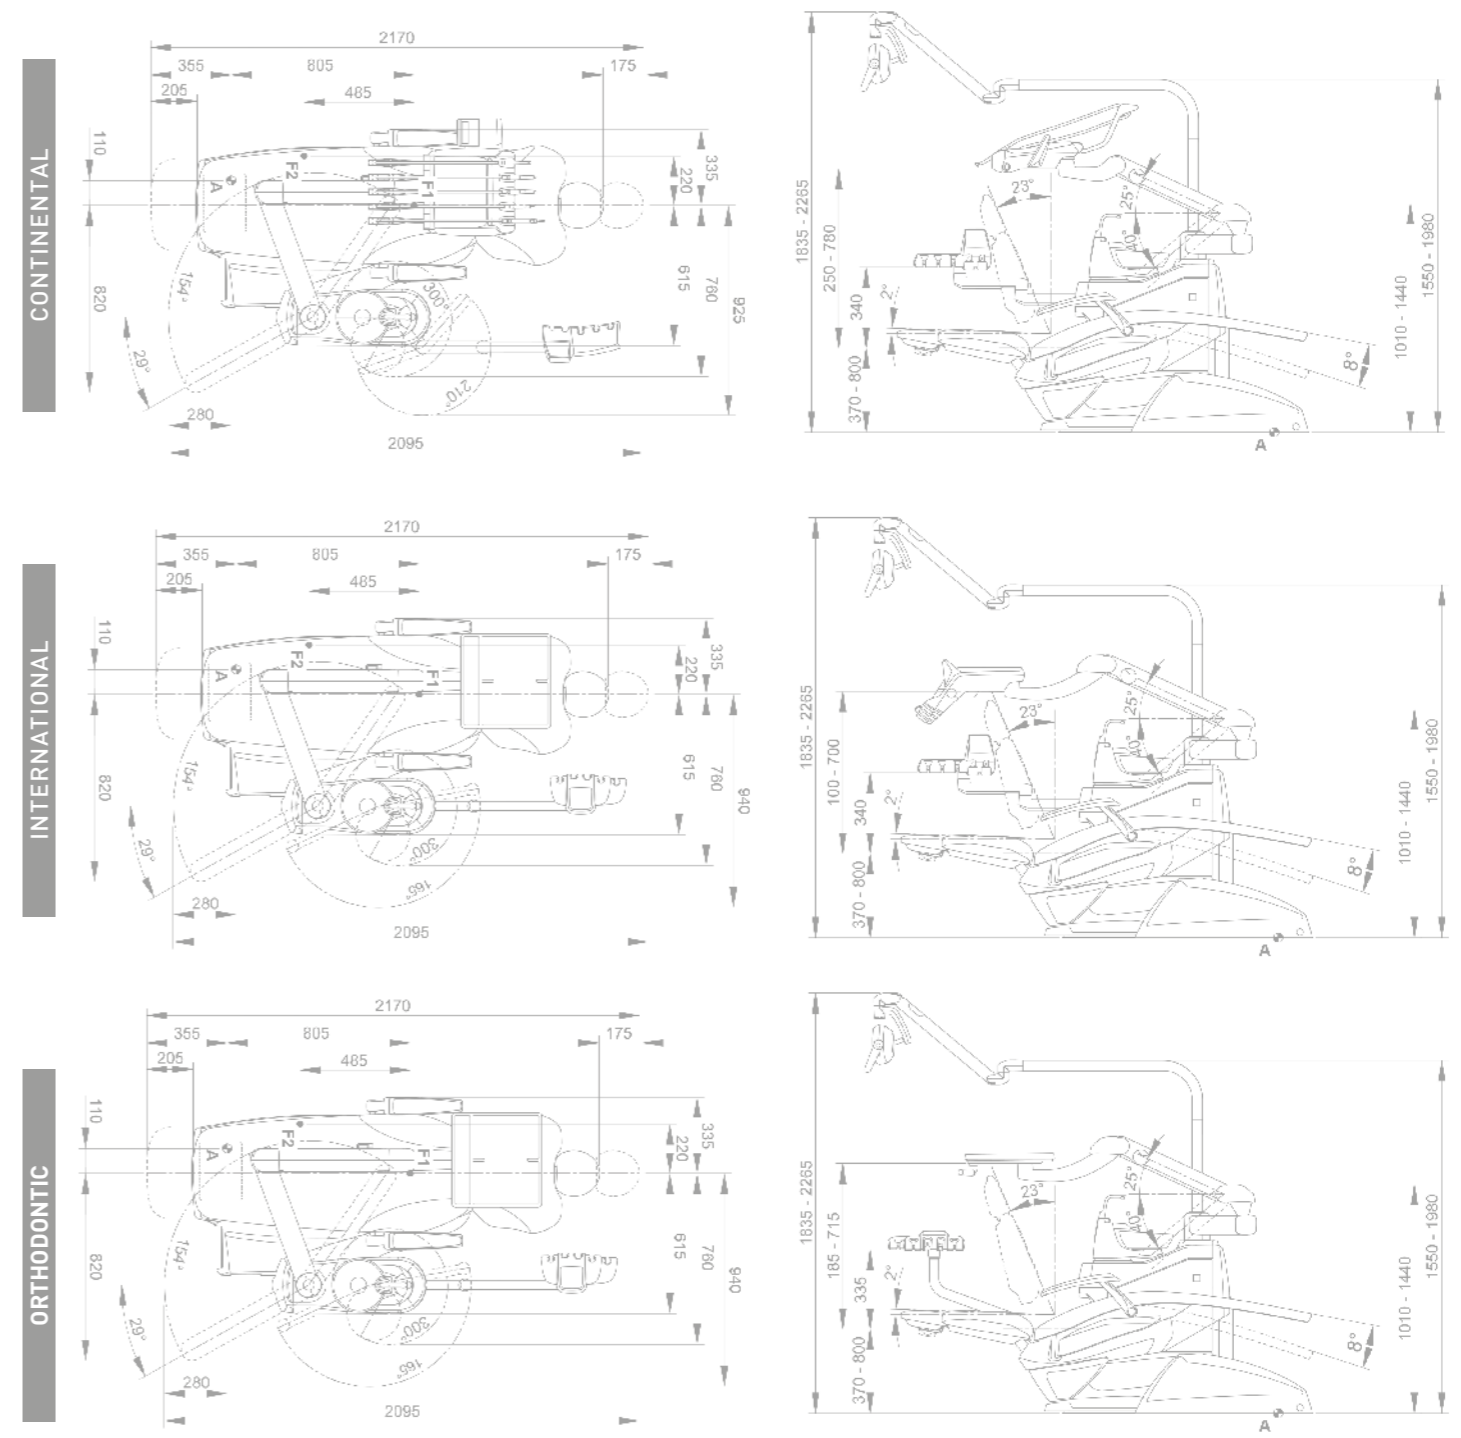 CONTINENTAL
2170
355
805
175
205
485
110
F2
A
F1
335
220
154°
820
615
760
925
300°
29°
210°
280
2095
1835 - 2265
250 - 780
340
2°
370 - 800
23°
25°
40°
8°
1010 - 1440
1550 - 1980
A
INTERNATIONAL
2170
355
805
175
205
485
110
F2
A
F1
335
220
154°
820
615
760
940
300°
29°
165°
280
2095
1835 - 2265
100 - 700
340
2°
370 - 800
23°
25°
40°
8°
1010 - 1440
1550 - 1980
A
ORTHODONTIC
2170
355
805
175
205
485
110
F2
A
F1
335
220
154°
820
615
760
940
300°
29°
165°
280
2095
1835 - 2265
185 - 715
335
2°
370 - 800
23°
25°
40°
8°
1010 - 1440
1550 - 1980
A